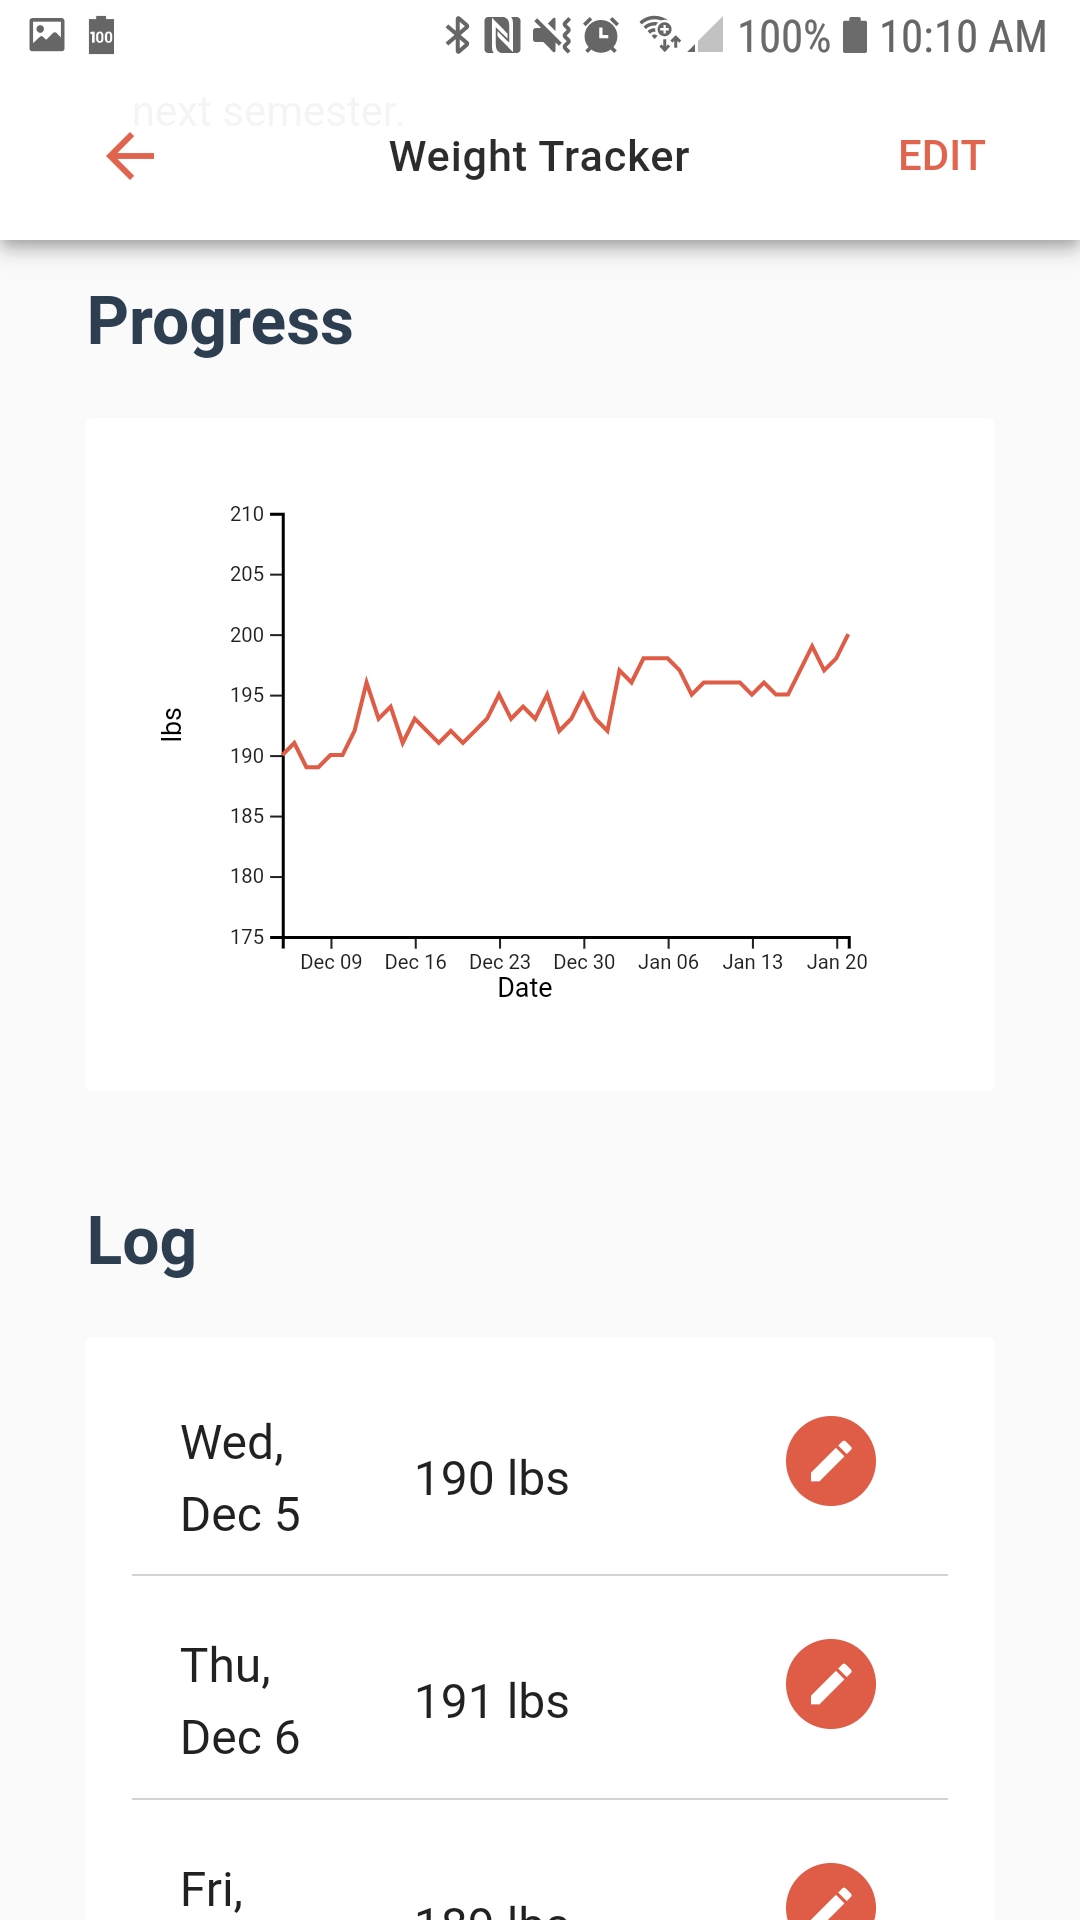 100
100% 10:10 AM
next semester.
Weight Tracker
EDIT
Progress
210
205
200
195
190
185
180
175
lbs
Dec 09 Dec 16 Dec 23 Dec 30 Jan 06 Jan 13 Jan 20
Date
Log
Wed,
Dec 5
190 lbs
Thu,
Dec 6
191 lbs
Fri,
189 lbs